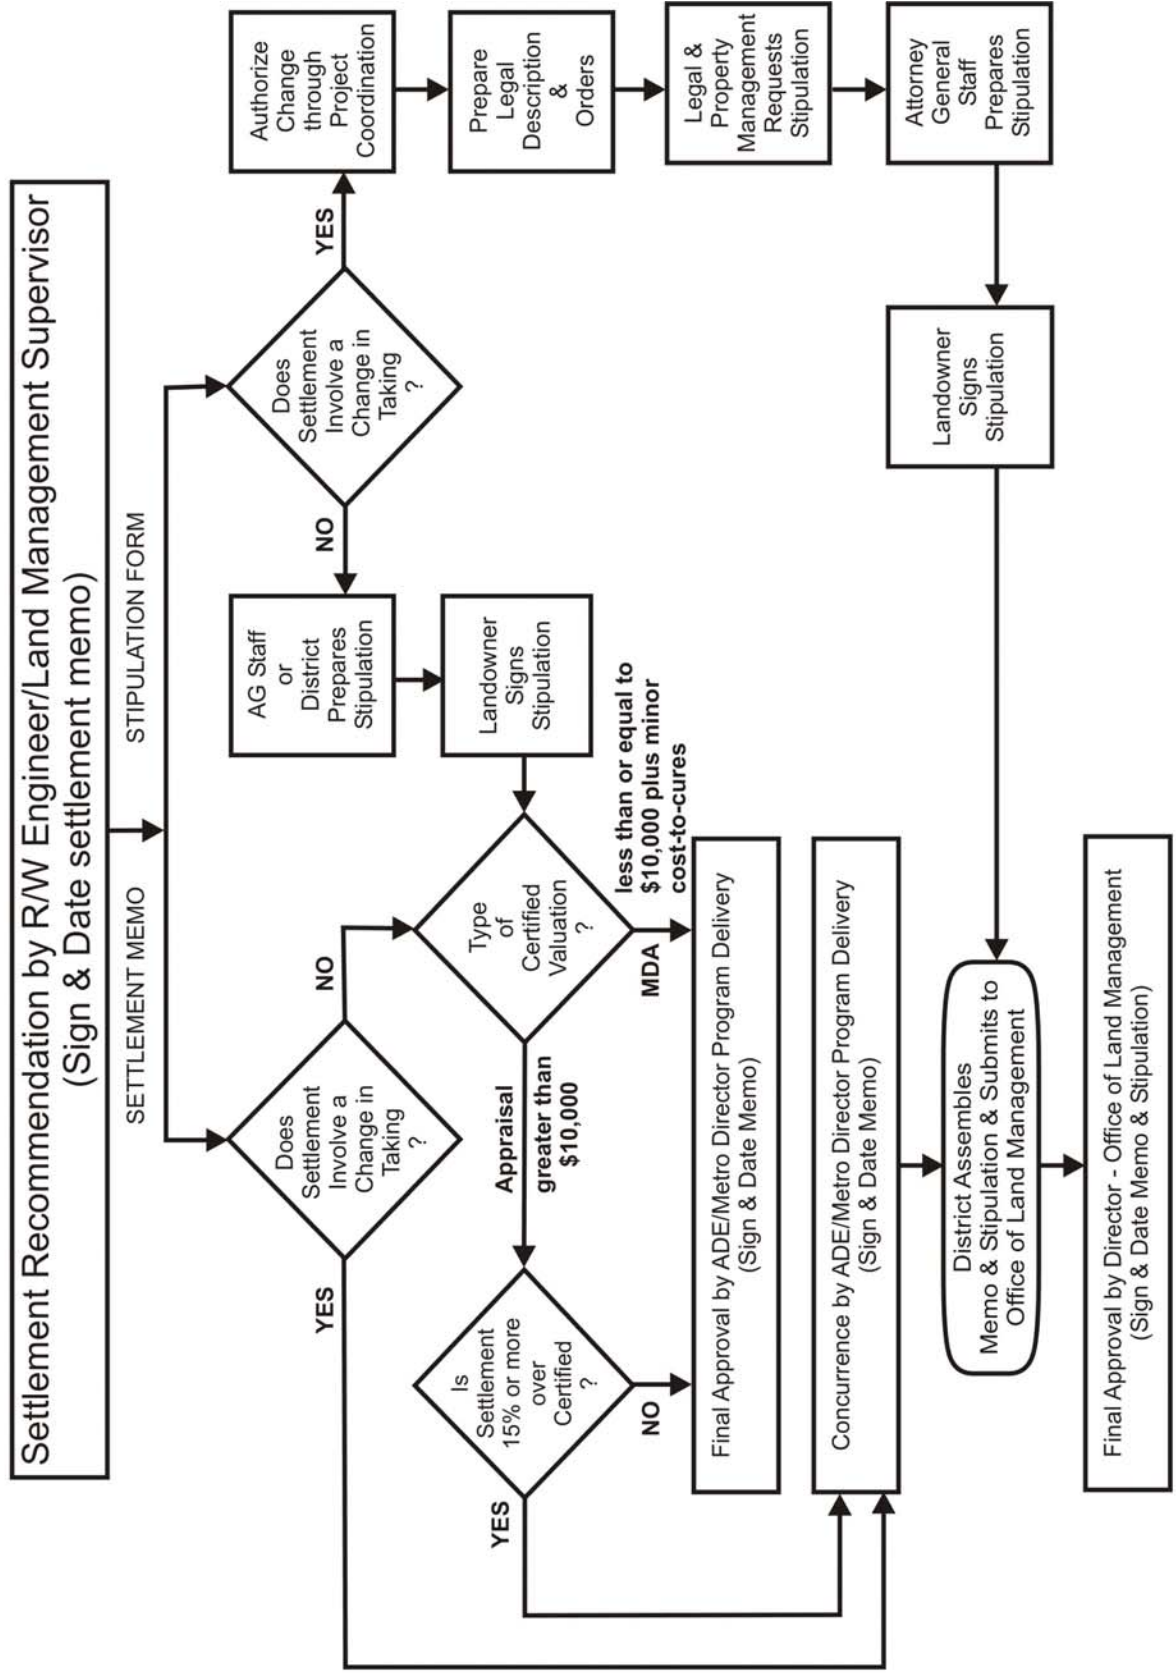 Settlement Recommendation by R/W Engineer/Land Management Supervisor
(Sign & Date settlement memo)
SETTLEMENT MEMO
STIPULATION FORM
Does
Settlement
Involve a
Change in
Taking
?
YES
NO
Does
Settlement
Involve a
Change in
Taking
?
NO
YES
Authorize
Change
through
Project
Coordination
AG Staff
or
District
Prepares
Stipulation
Prepare
Legal
Description
&
Orders
Landowner
Signs
Stipulation
Type
of
Certified
Valuation
?
Appraisal
greater than
$10,000
MDA
less than or equal to
$10,000 plus minor
cost-to-cures
Is
Settlement
15% or more
over
Certified
?
YES
NO
Legal &
Property
Management
Requests
Stipulation
Final Approval by ADE/Metro Director Program Delivery
(Sign & Date Memo)
Attorney
General
Staff
Prepares
Stipulation
Concurrence by ADE/Metro Director Program Delivery
(Sign & Date Memo)
Landowner
Signs
Stipulation
District Assembles
Memo & Stipulation & Submits to
Office of Land Management
Final Approval by Director - Office of Land Management
(Sign & Date Memo & Stipulation)